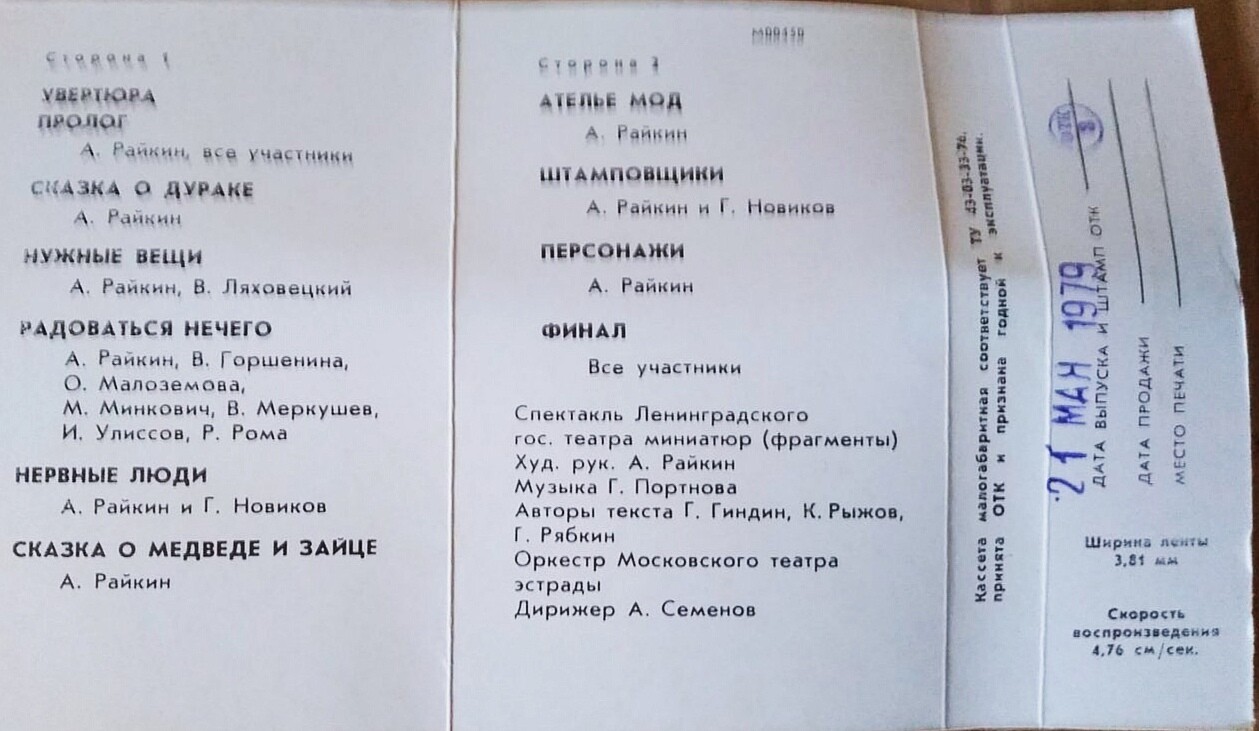 Сторона 1
УВЕРТЮРА
ПРОЛОГ
А. Райкин, все участники
СКАЗКА О ДУРАКЕ
А. Райкин
НУЖНЫЕ ВЕЩИ
А. Райкин, В. Ляховецкий
РАДОВАТЬСЯ НЕЧЕГО
А. Райкин, В. Горшенина,
О. Малоземова,
М. Минкович, В. Меркушев,
И. Улиссов, Р. Рома
НЕРВНЫЕ ЛЮДИ
А. Райкин и Г. Новиков
СКАЗКА О МЕДВЕДЕ И ЗАЙЦЕ
А. Райкин
М00450
Сторона 2
АТЕЛЬЕ МОД
А. Райкин
ШТАМПОВЩИКИ
А. Райкин и Г. Новиков
ПЕРСОНАЖИ
А. Райкин
ФИНАЛ
Все участники
Спектакль Ленинградского
гос. театра миниатюр (фрагменты)
Худ. рук. А. Райкин
Музыка Г. Портнова
Авторы текста Г. Гиндин, К. Рыжов,
Г. Рябкин
Оркестр Московского театра
эстрады
Дирижер А. Семенов
Кассета малогабаритная соответствует ТУ 43-03-33-76,
принята ОТК и признана годной к эксплуатации.
ОТК
8
21 МАЯ 1979
ДАТА ВЫПУСКА И ШТАМП ОТК
ДАТА ПРОДАЖИ
МЕСТО ПЕЧАТИ
Ширина ленты
3,81 мм
Скорость
воспроизведения
4,76 см/сек.